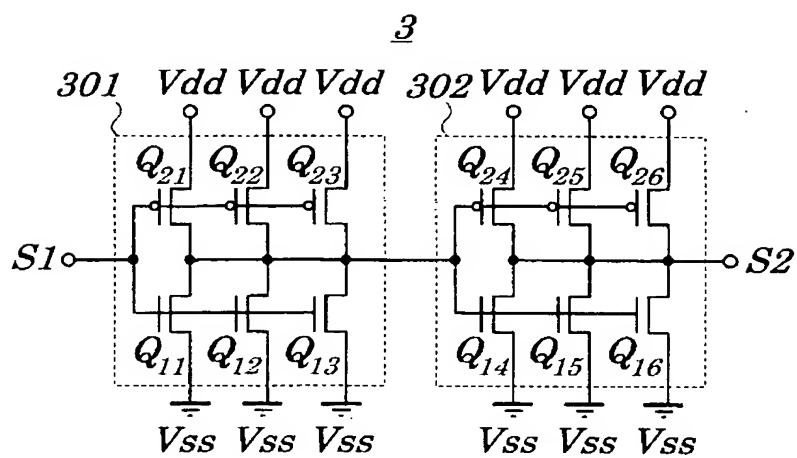 3
301 Vdd Vdd Vdd 302 Vdd Vdd Vdd
Q21 Q22 Q23 Q24 Q25 Q26
S1 S2
Q11 Q12 Q13 Q14 Q15 Q16
Vss Vss Vss Vss Vss Vss